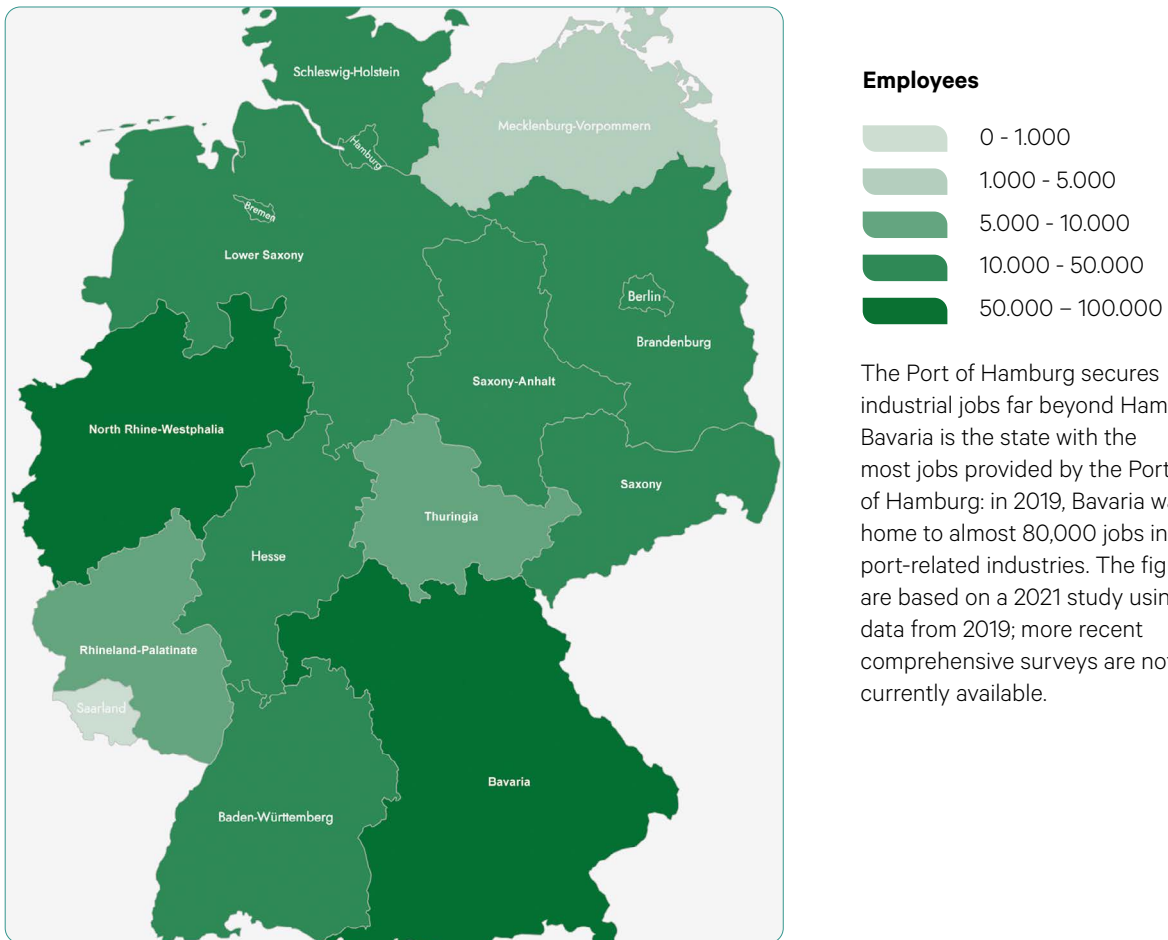 Schleswig-Holstein
Mecklenburg-Vorpommern
Hamburg
Bremen
Lower Saxony
Berlin
Brandenburg
Saxony-Anhalt
North Rhine-Westphalia
Saxony
Thuringia
Hesse
Rhineland-Palatinate
Saarland
Bavaria
Baden-Württemberg
Employees
0 - 1.000
1.000 - 5.000
5.000 - 10.000
10.000 - 50.000
50.000 – 100.000
The Port of Hamburg secures
industrial jobs far beyond Ham
Bavaria is the state with the
most jobs provided by the Port
of Hamburg: in 2019, Bavaria wa
home to almost 80,000 jobs in
port-related industries. The fig
are based on a 2021 study usin
data from 2019; more recent
comprehensive surveys are not
currently available.